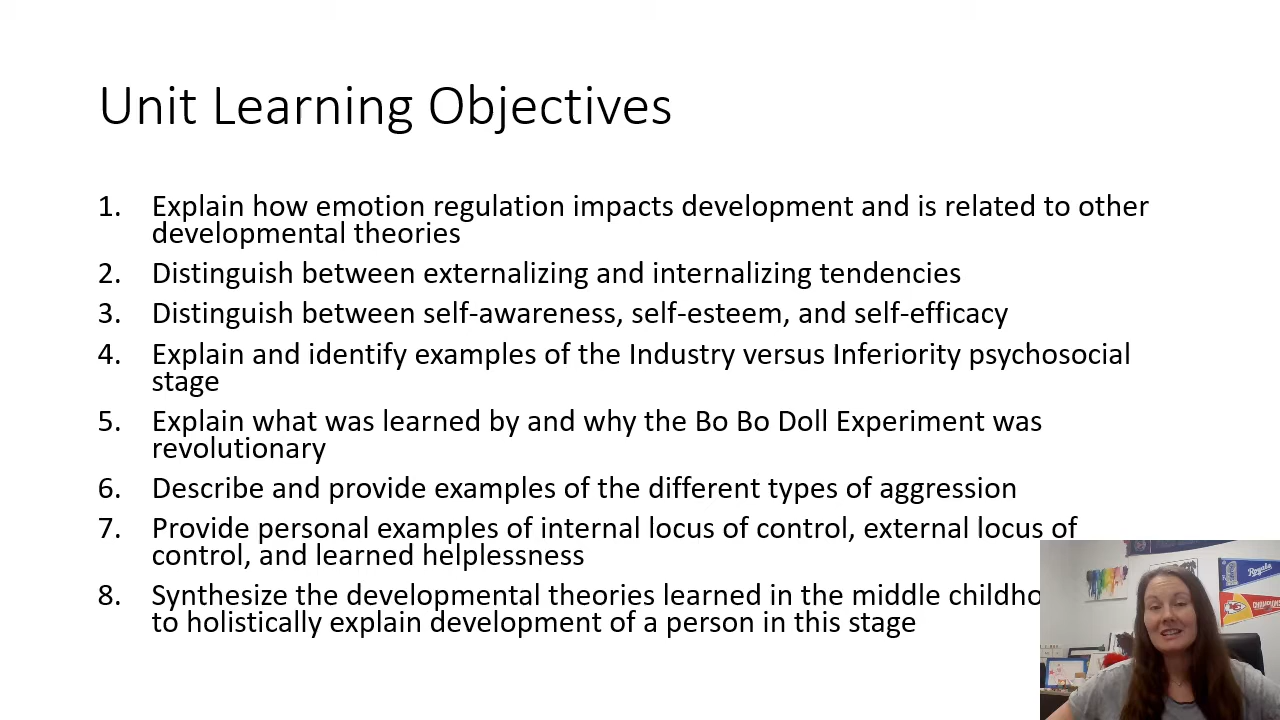 Unit Learning Objectives
1. Explain how emotion regulation impacts development and is related to other
developmental theories
2. Distinguish between externalizing and internalizing tendencies
3. Distinguish between self-awareness, self-esteem, and self-efficacy
4. Explain and identify examples of the Industry versus Inferiority psychosocial
stage
5. Explain what was learned by and why the Bo Bo Doll Experiment was
revolutionary
6. Describe and provide examples of the different types of aggression
7. Provide personal examples of internal locus of control, external locus of
control, and learned helplessness
8. Synthesize the developmental theories learned in the middle childho
to holistically explain development of a person in this stage
Royals